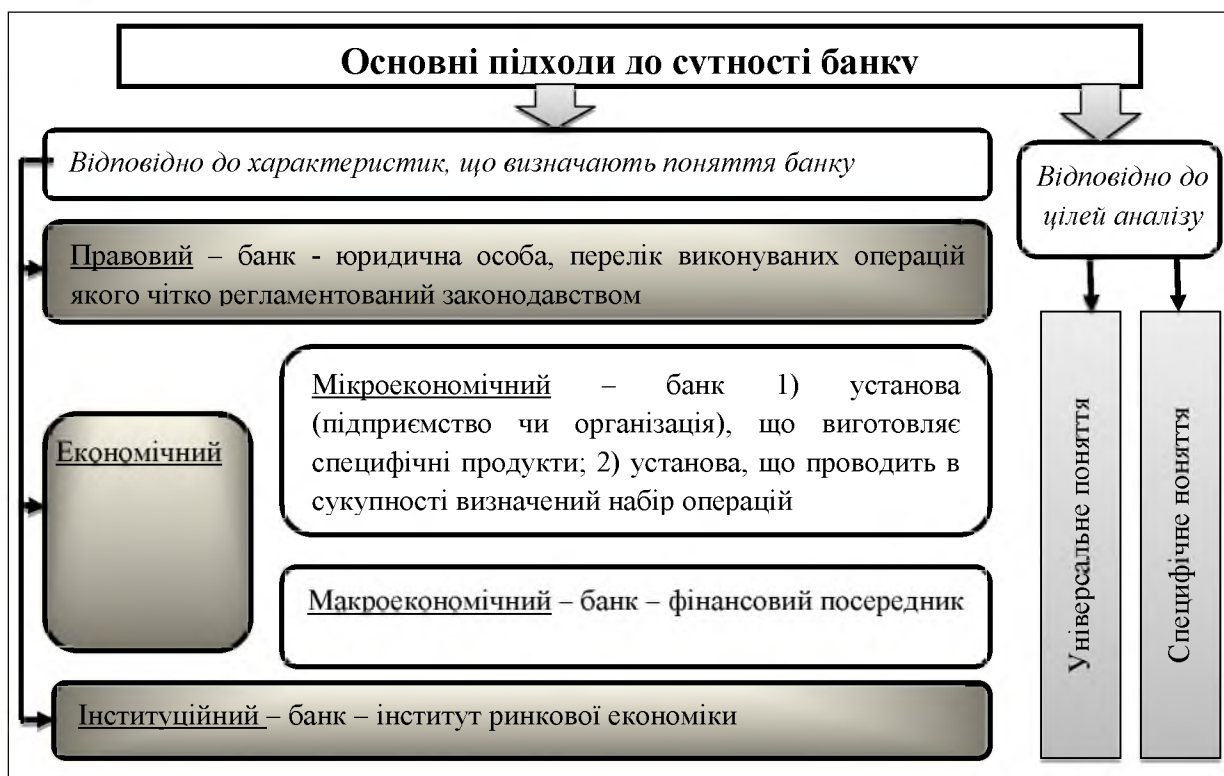 Основні підходи до сутності банку
Відповідно до характеристик, що визначають поняття банку
Правовий – банк - юридична особа, перелік виконуваних операцій
якого чітко регламентований законодавством
Економічний
Мікроекономічний – банк 1) установа
(підприємство чи організація), що виготовляє
специфічні продукти; 2) установа, що проводить в
сукупності визначений набір операцій
Макроекономічний – банк – фінансовий посередник
Інституційний – банк – інститут ринкової економіки
Відповідно до
цілей аналізу
Універсальне поняття
Специфічне ноняття